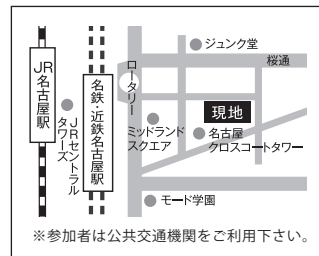 ジュンク堂
桜通
JR名古屋駅
JRセントラル
タワーズ
名鉄・近鉄名古屋駅
ロータリー
現地
ミッドランド
スクエア
名古屋
クロスコートタワー
モード学園
※参加者は公共交通機関をご利用下さい。